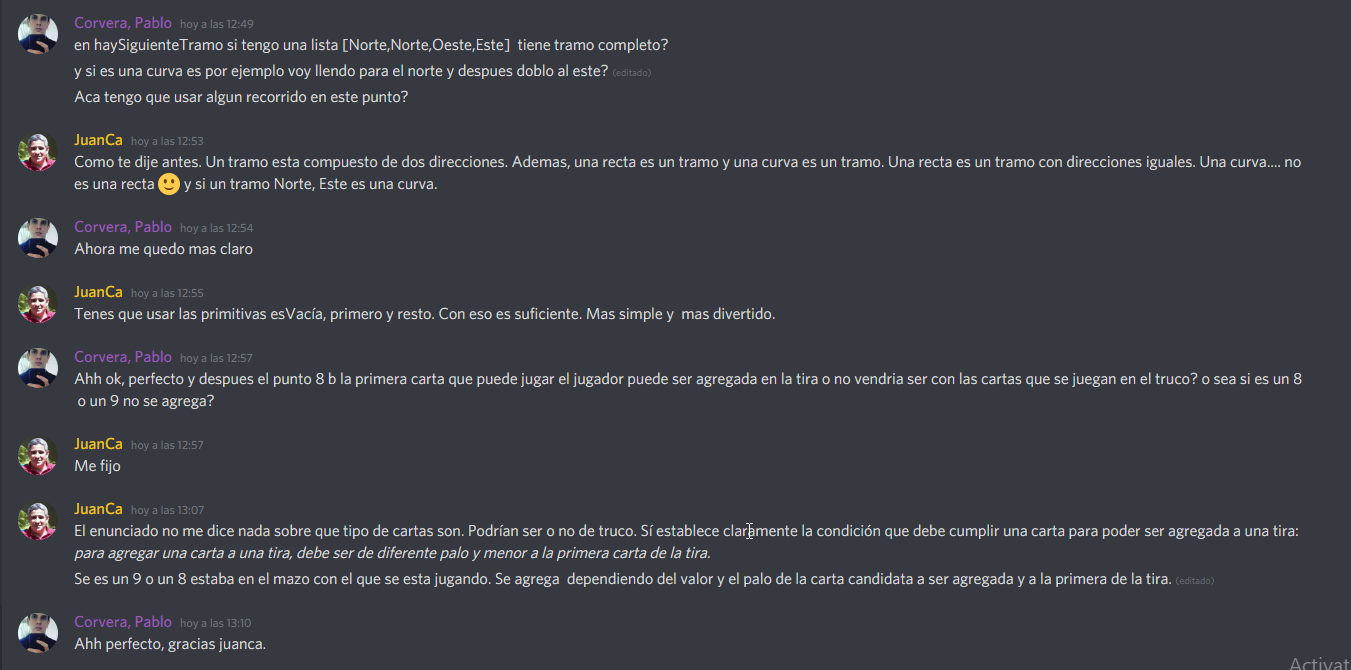 Corvera, Pablo hoy a las 12:49
en haySiguienteTramo si tengo una lista [Norte,Norte,Oeste,Este] tiene tramo completo?
y si es una curva es por ejemplo voy llendo para el norte y despues doblo al este? (editado)
Aca tengo que usar algun recorrido en este punto?
JuanCa hoy a las 12:53
Como te dije antes. Un tramo esta compuesto de dos direcciones. Ademas, una recta es un tramo y una curva es un tramo. Una recta es un tramo con direcciones iguales. Una curva.... no
es una recta 🙂 y si un tramo Norte, Este es una curva.
Corvera, Pablo hoy a las 12:54
Ahora me quedo mas claro
JuanCa hoy a las 12:55
Tenes que usar las primitivas esVacía, primero y resto. Con eso es suficiente. Mas simple y mas divertido.
Corvera, Pablo hoy a las 12:57
Ahh ok, perfecto y despues el punto 8 b la primera carta que puede jugar el jugador puede ser agregada en la tira o no vendria ser con las cartas que se juegan en el truco? o sea si es un 8
o un 9 no se agrega?
JuanCa hoy a las 12:57
Me fijo
JuanCa hoy a las 13:07
El enunciado no me dice nada sobre que tipo de cartas son. Podrían ser o no de truco. Sí establece claramente la condición que debe cumplir una carta para poder ser agregada a una tira:
para agregar una carta a una tira, debe ser de diferente palo y menor a la primera carta de la tira.
Se es un 9 o un 8 estaba en el mazo con el que se esta jugando. Se agrega dependiendo del valor y el palo de la carta candidata a ser agregada y a la primera de la tira. (editado)
Corvera, Pablo hoy a las 13:10
Ahh perfecto, gracias juanca.
Activat